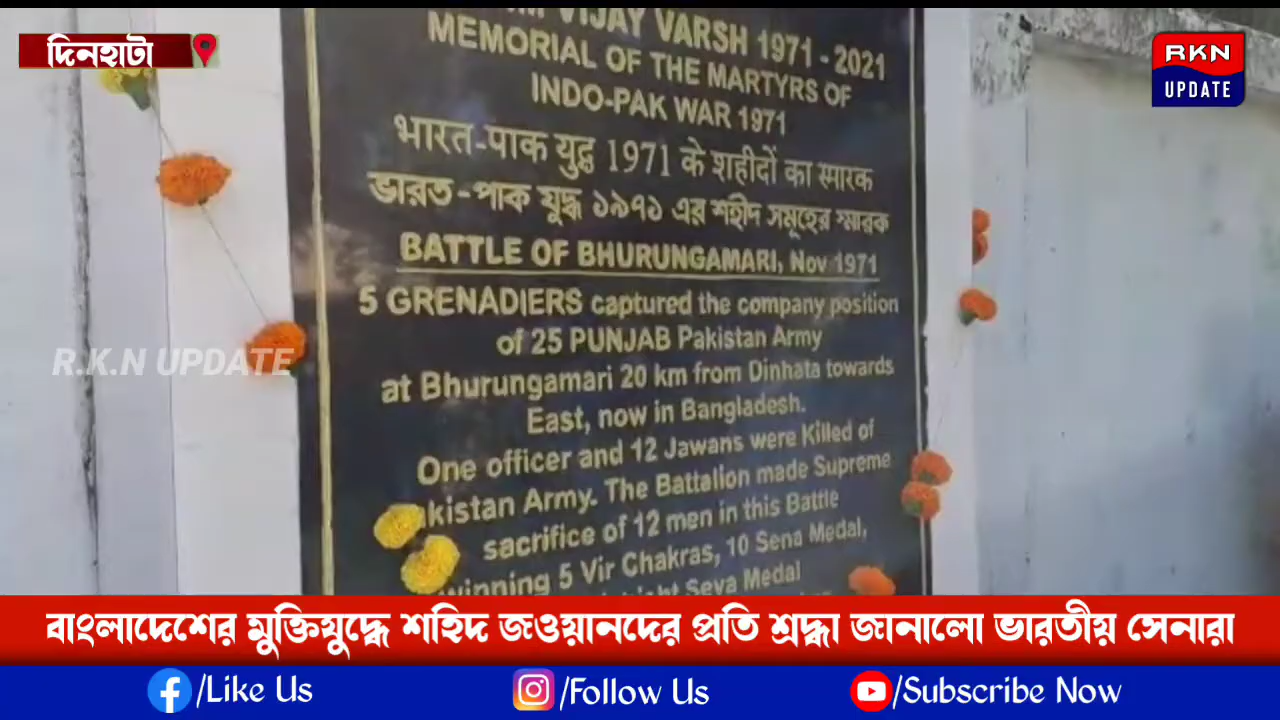 দিনহাটা
RKN
UPDATE
VIJAY VARSH 1971 - 2021
MEMORIAL OF THE MARTYRS OF
INDO-PAK WAR 1971
भारत-पाक युद्ध 1971 के शहीदों का स्मारक
ভারত-পাক যুদ্ধ ১৯৭১ এর শহীদ সমূহের স্মারক
BATTLE OF BHURUNGAMARI, Nov 1971
5 GRENADIERS captured the company position
of 25 PUNJAB Pakistan Army
at Bhurungamari 20 km from Dinhata towards
East, now in Bangladesh.
One officer and 12 Jawans were Killed of
kistan Army. The Battalion made Supreme
sacrifice of 12 men in this Battle
winning 5 Vir Chakras, 10 Sena Medal,
Seva Medal
R.K.N UPDATE
বাংলাদেশের মুক্তিযুদ্ধে শহিদ জওয়ানদের প্রতি শ্রদ্ধা জানালো ভারতীয় সেনারা
/Like Us
/Follow Us
/Subscribe Now